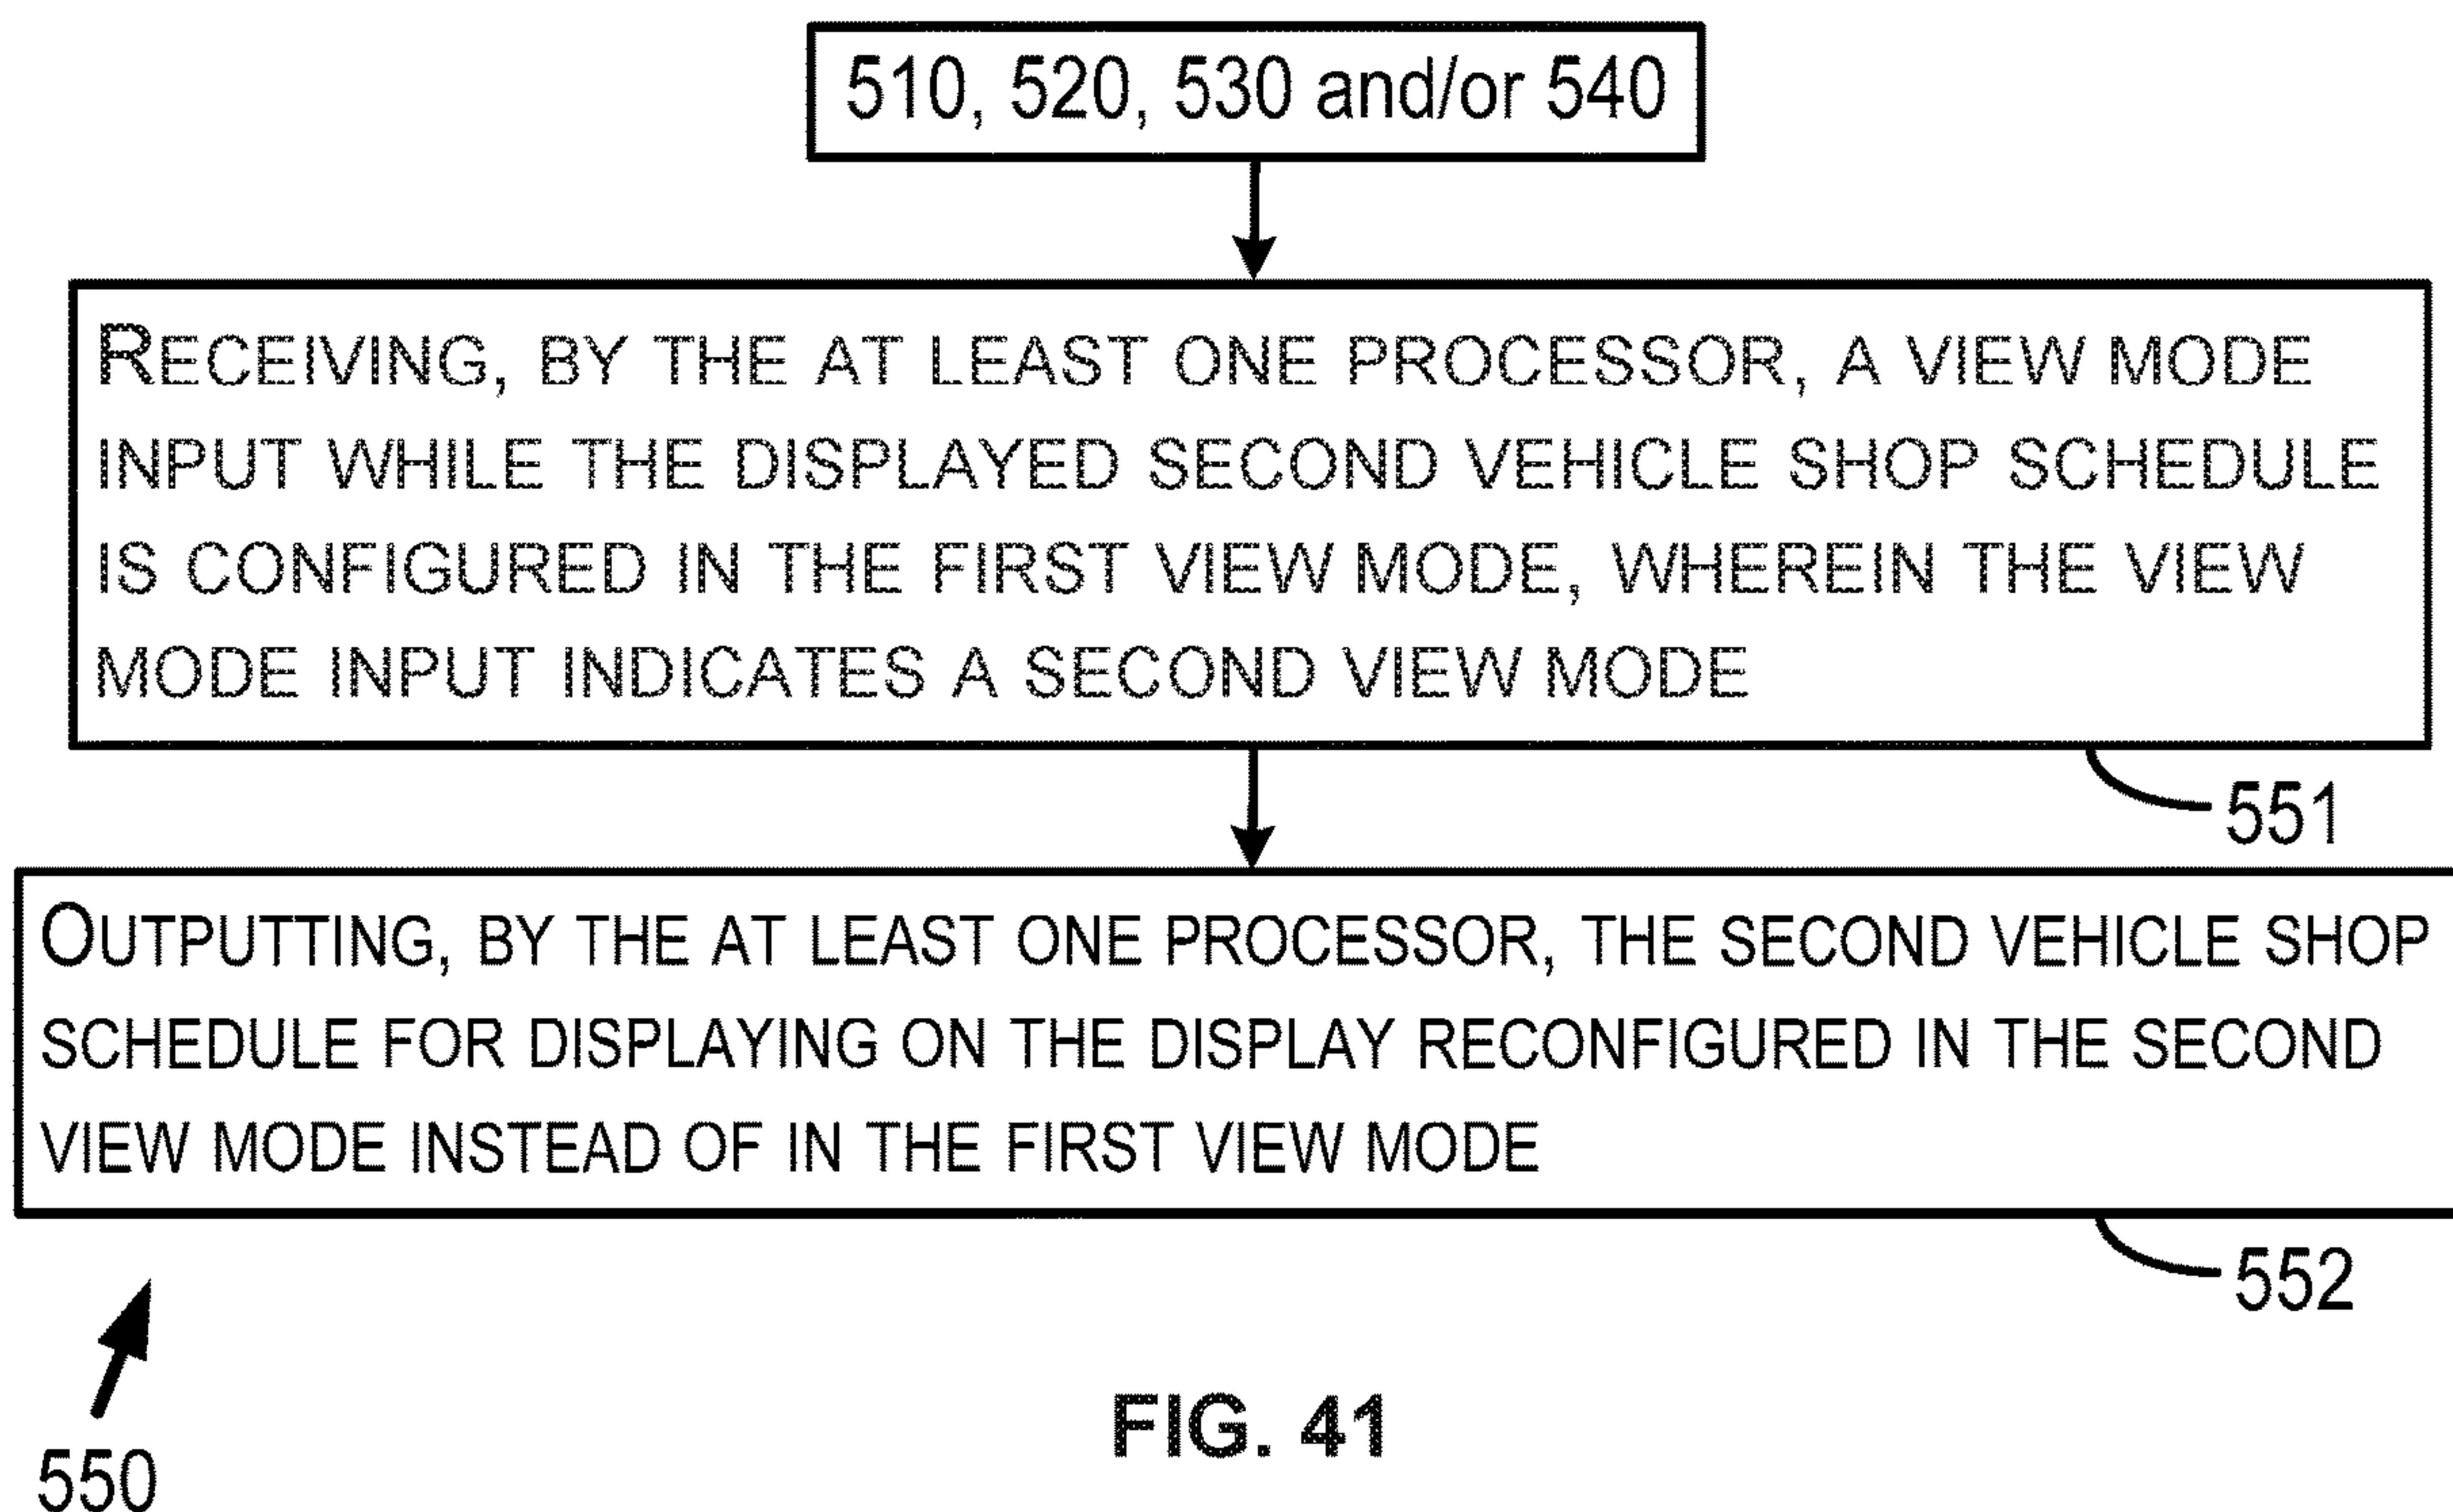 510, 520, 530 and/or 540
RECEIVING, BY THE AT LEAST ONE PROCESSOR, A VIEW MODE
INPUT WHILE THE DISPLAYED SECOND VEHICLE SHOP SCHEDULE
IS CONFIGURED IN THE FIRST VIEW MODE, WHEREIN THE VIEW
MODE INPUT INDICATES A SECOND VIEW MODE
551
OUTPUTTING, BY THE AT LEAST ONE PROCESSOR, THE SECOND VEHICLE SHOP
SCHEDULE FOR DISPLAYING ON THE DISPLAY RECONFIGURED IN THE SECOND
VIEW MODE INSTEAD OF IN THE FIRST VIEW MODE
552
550
FIG. 41